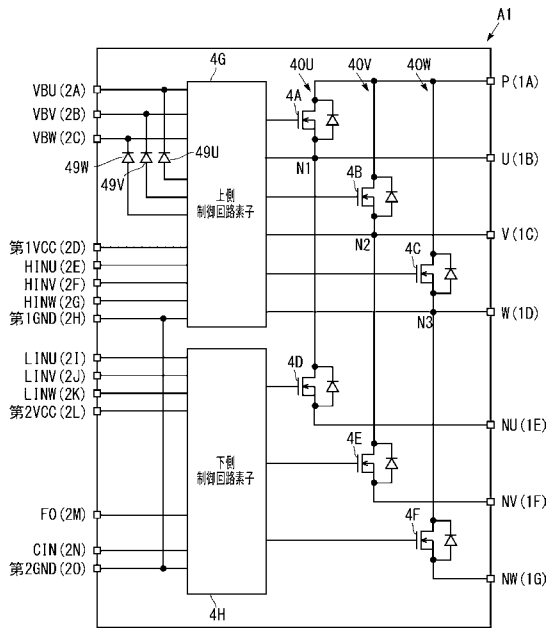 A1
4G
40U
40V
40W
VBU(2A)
P(1A)
4A
VBV(2B)
VBW(2C)
49W
49V
49U
N1
U(1B)
4B
上側
制御回路素子
N2
V(1C)
第1VCC(2D)
4C
HINU(2E)
HINV(2F)
HINW(2G)
第1GND(2H)
N3
W(1D)
LINU(2I)
4D
LINV(2J)
LINW(2K)
第2VCC(2L)
NU(1E)
4E
下側
制御回路素子
NV(1F)
FO(2M)
4F
CIN(2N)
第2GND(2O)
NW(1G)
4H